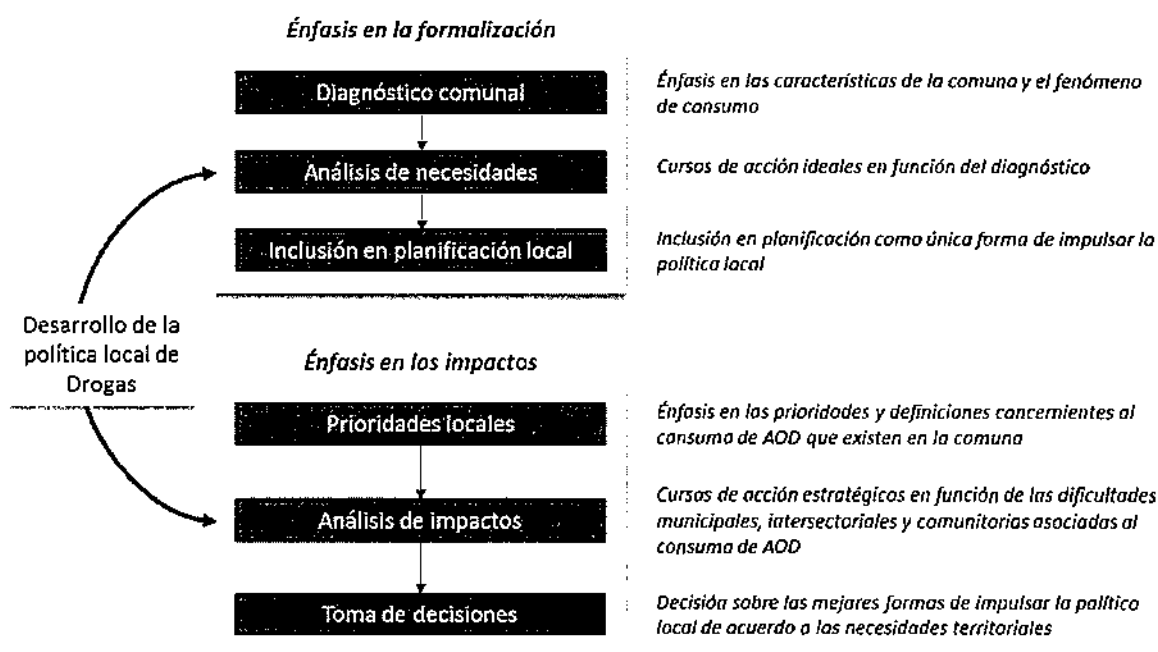 Énfasis en la formalización
Diagnóstico comunal
Énfasis en las características de la comuna y el fenómeno
de consumo
Análisis de necesidades
Cursos de acción ideales en función del diagnóstico
Inclusión en planificación local
Inclusión en planificación como única forma de impulsar la
política local
Desarrollo de la
política local de
Drogas
Énfasis en los impactos
Prioridades locales
Énfasis en las prioridades y definiciones concernientes al
consumo de AOD que existen en la comuna
Análisis de impactos
Cursos de acción estratégicos en función de las dificultades
municipales, intersectoriales y comunitarias asociadas al
consumo de AOD
Toma de decisiones
Decisión sobre las mejores formas de impulsar la política
local de acuerdo a las necesidades territoriales